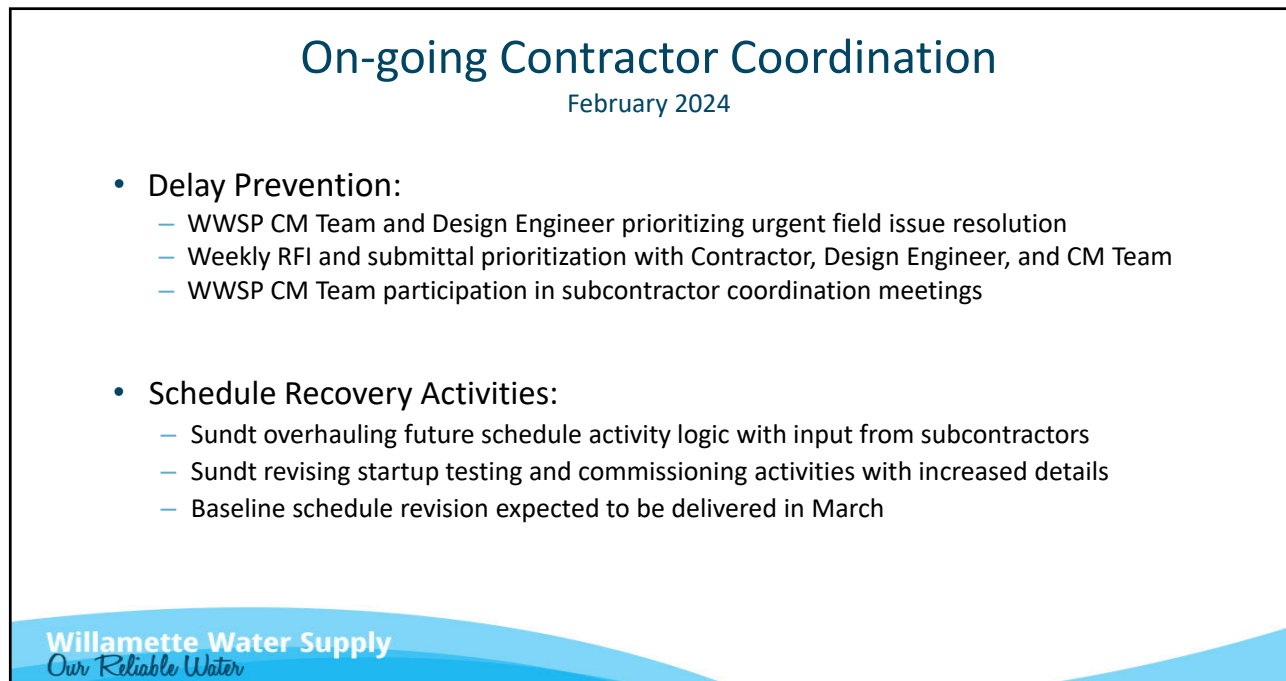 On-going Contractor Coordination
February 2024
• Delay Prevention:
– WWSP CM Team and Design Engineer prioritizing urgent field issue resolution
– Weekly RFI and submittal prioritization with Contractor, Design Engineer, and CM Team
– WWSP CM Team participation in subcontractor coordination meetings
• Schedule Recovery Activities:
– Sundt overhauling future schedule activity logic with input from subcontractors
– Sundt revising startup testing and commissioning activities with increased details
– Baseline schedule revision expected to be delivered in March
Willamette Water Supply
Our Reliable Water